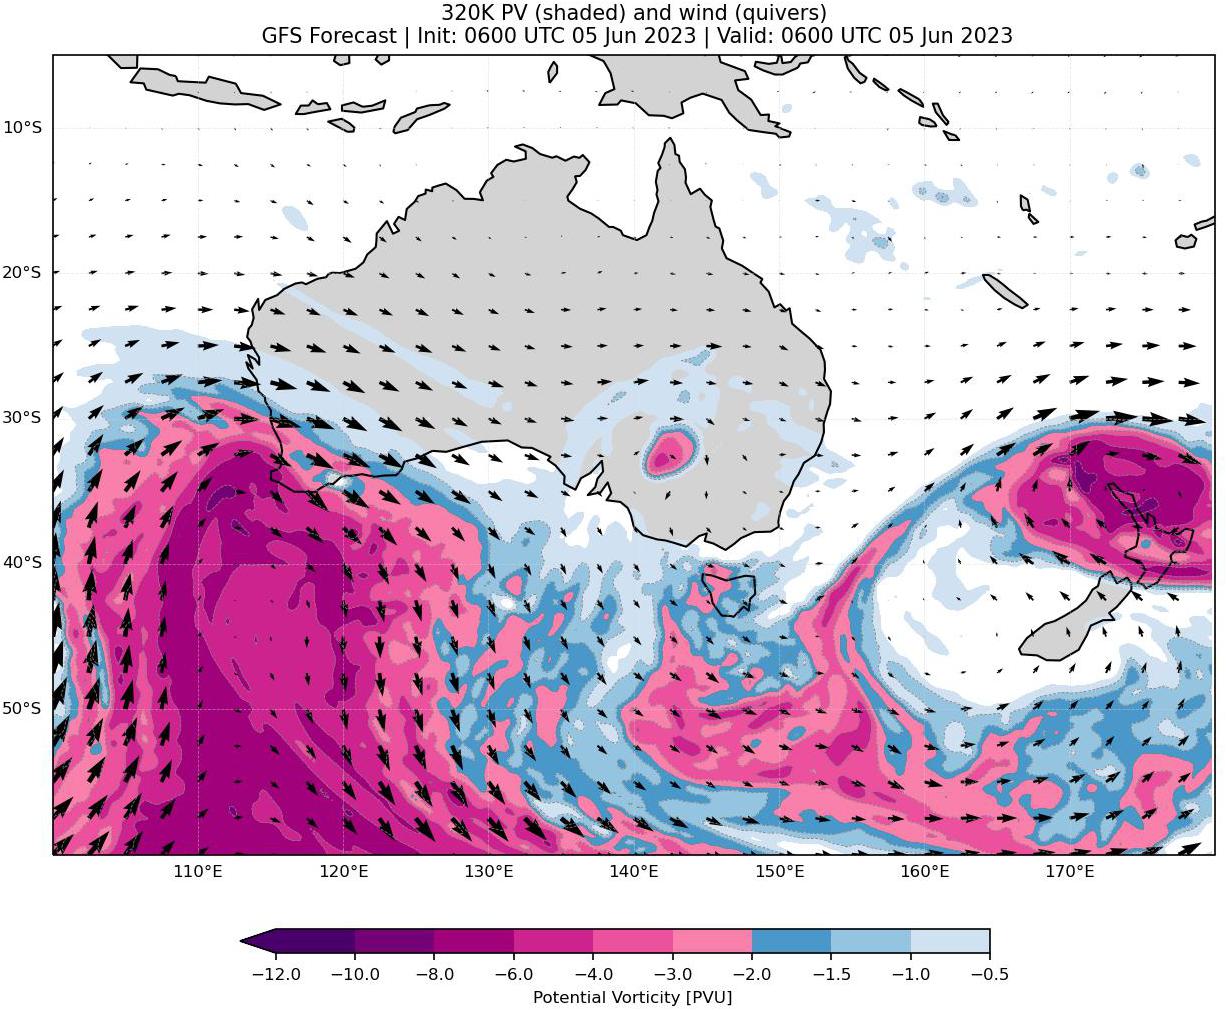 320K PV (shaded) and wind (quivers)
GFS Forecast | Init: 0600 UTC 05 Jun 2023 | Valid: 0600 UTC 05 Jun 2023
10°S
20°S
30°S
40°S
50°S
110°E 120°E 130°E 140°E 150°E 160°E 170°E
−12.0 −10.0 −8.0 −6.0 −4.0 −3.0 −2.0 −1.5 −1.0 −0.5
Potential Vorticity [PVU]